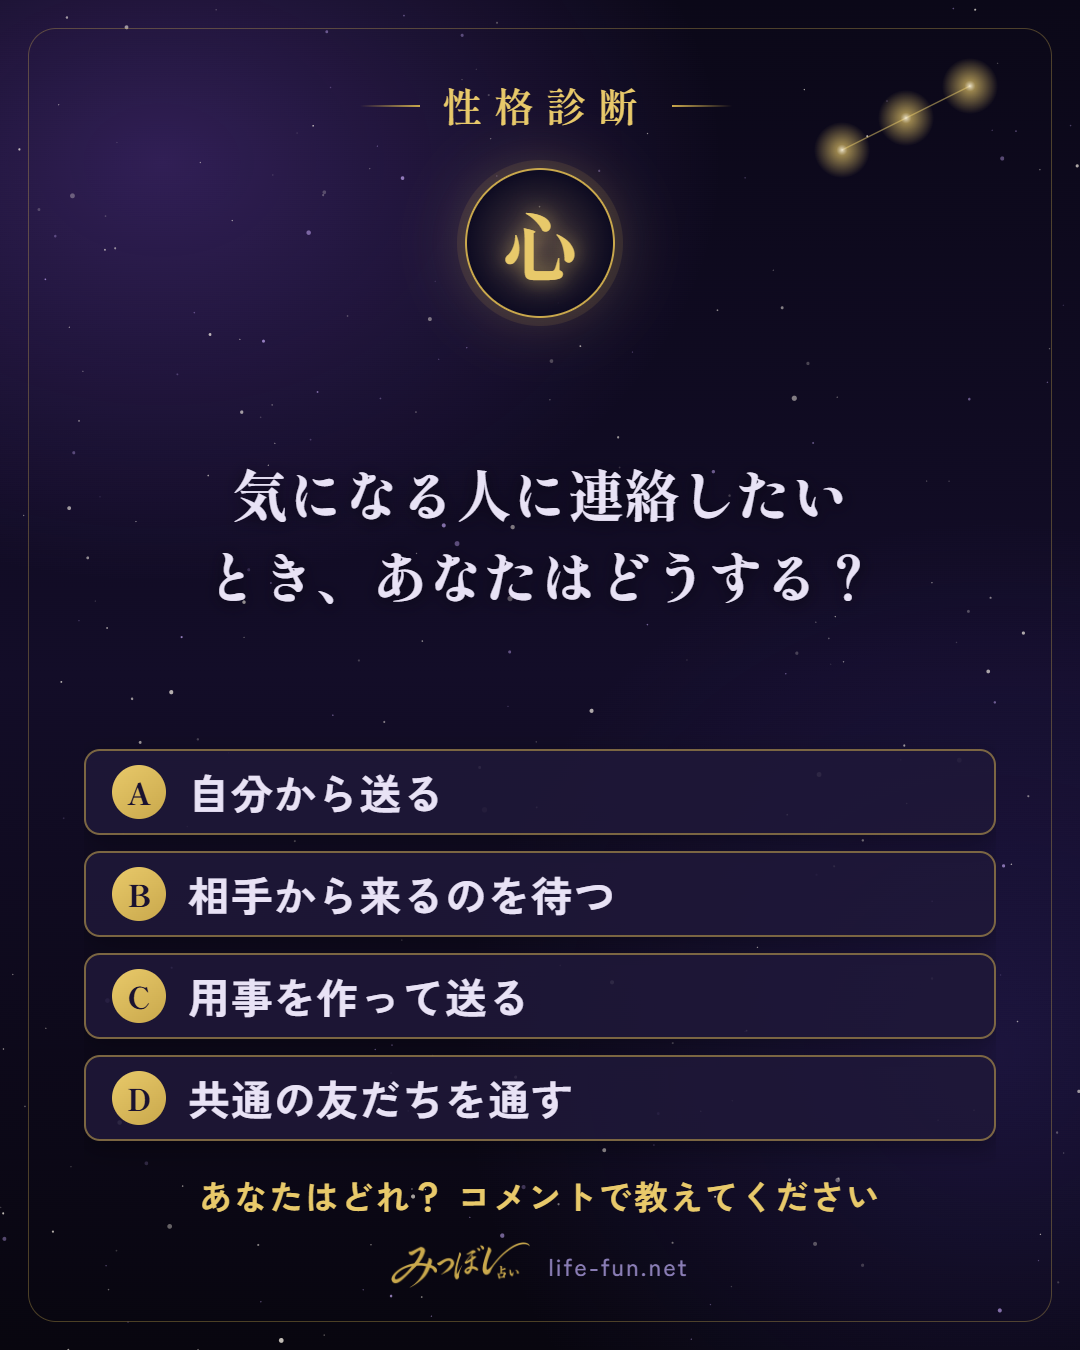 性格診断
心
気になる人に連絡したい
とき、あなたはどうする？
A 自分から送る
B 相手から来るのを待つ
C 用事を作って送る
D 共通の友だちを通す
あなたはどれ？ コメントで教えてください
みつぼし占い life-fun.net